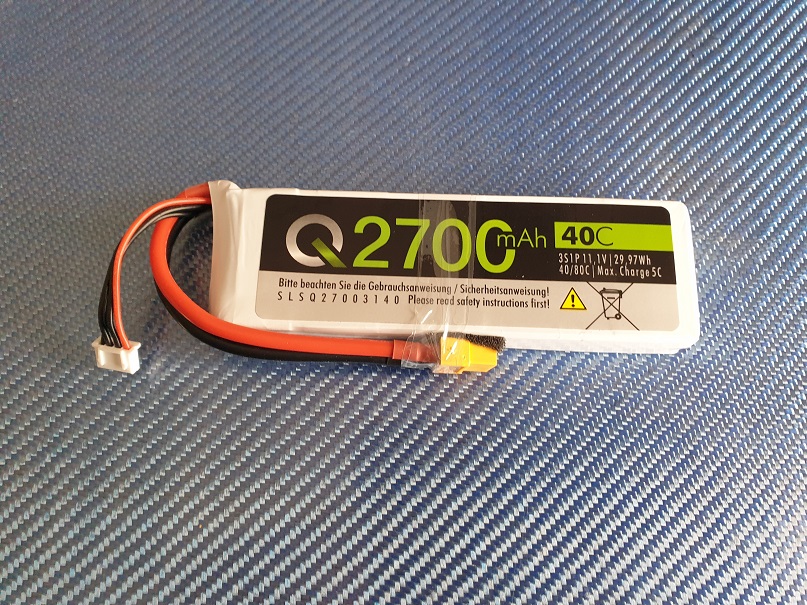 Q2700mAh 40C
3S1P 11,1V | 29,97Wh
40/80C | Max. Charge 5C
Bitte beachten Sie die Gebrauchsanweisung / Sicherheitsanweisung!
SLSQ27003140 Please read safety instructions first!